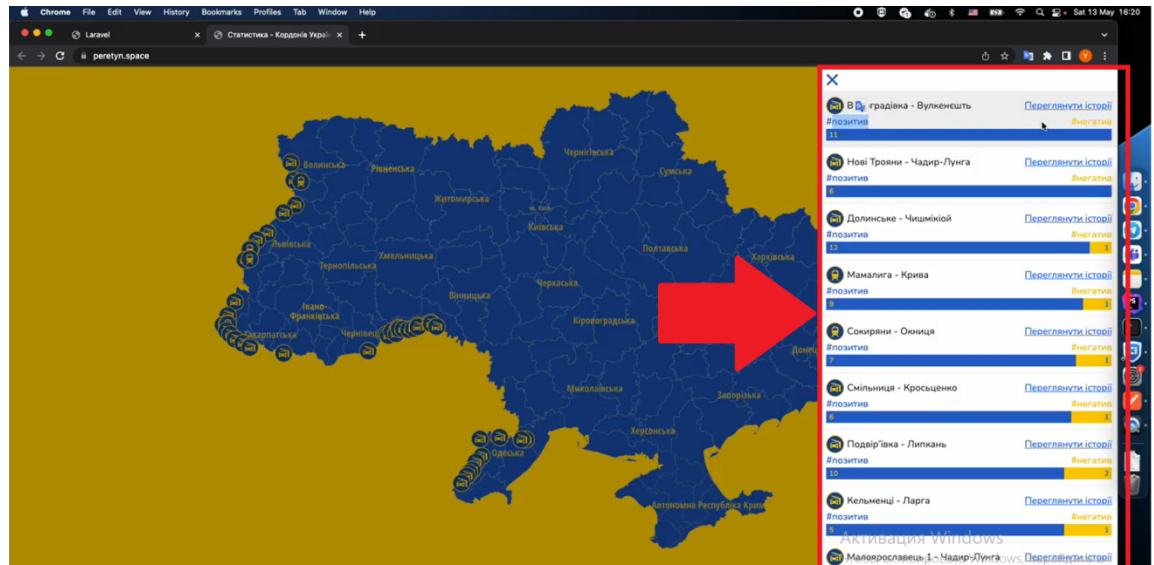 Chrome File Edit View History Bookmarks Profiles Tab Window Help
Sat 13 May 16:20
Laravel
Статистика - Кордонів Украї
peretyn.space
Волинська
Рівненська
Чернігівська
Сумська
Житомирська
м. Київ
Київська
Львівська
Хмельницька
Тернопільська
Полтавська
Харківська
Вінницька
Черкаська
Івано-
Франківська
Чернівец
Кіровоградська
Закарпатська
Донец
Миколаївська
Запорізька
Херсонська
Одеська
Автономна Республіка Крим
В градівка - Вулкенєшть
Переглянути історії
#позитив
#негатив
11
Нові Трояни - Чадир-Лунга
Переглянути історії
#позитив
#негатив
6
Долинське - Чишмікіой
Переглянути історії
#позитив
#негатив
12 1
Мамалига - Крива
Переглянути історії
#позитив
#негатив
9 1
Сокиряни - Окниця
Переглянути історії
#позитив
#негатив
7 1
Смільниця - Кросьценко
Переглянути історії
#позитив
#негатив
6 1
Подвір'ївка - Липкань
Переглянути історії
#позитив
#негатив
10 2
Кельменці - Ларга
Переглянути історії
#позитив
#негатив
5 1
Активация Windows
Малоярославець 1 - Чадир-Лунга
Переглянути історії